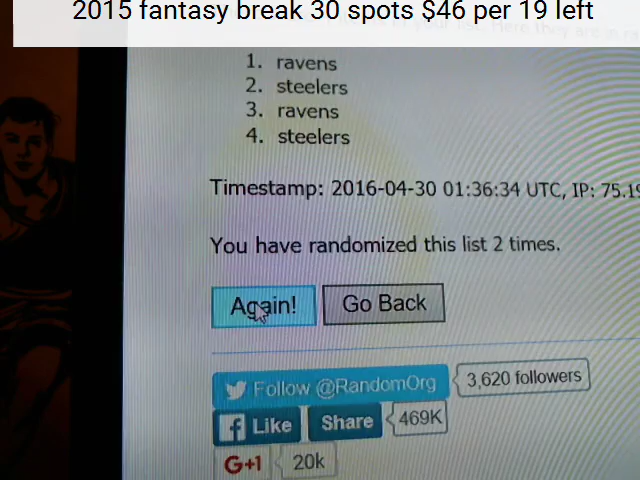 2015 fantasy break 30 spots $46 per 19 left
1. ravens
2. steelers
3. ravens
4. steelers
Timestamp: 2016-04-30 01:36:34 UTC, IP: 75.19
You have randomized this list 2 times.
Again!
Go Back
Follow @RandomOrg
3,620 followers
Like
Share
469K
G+1
20k